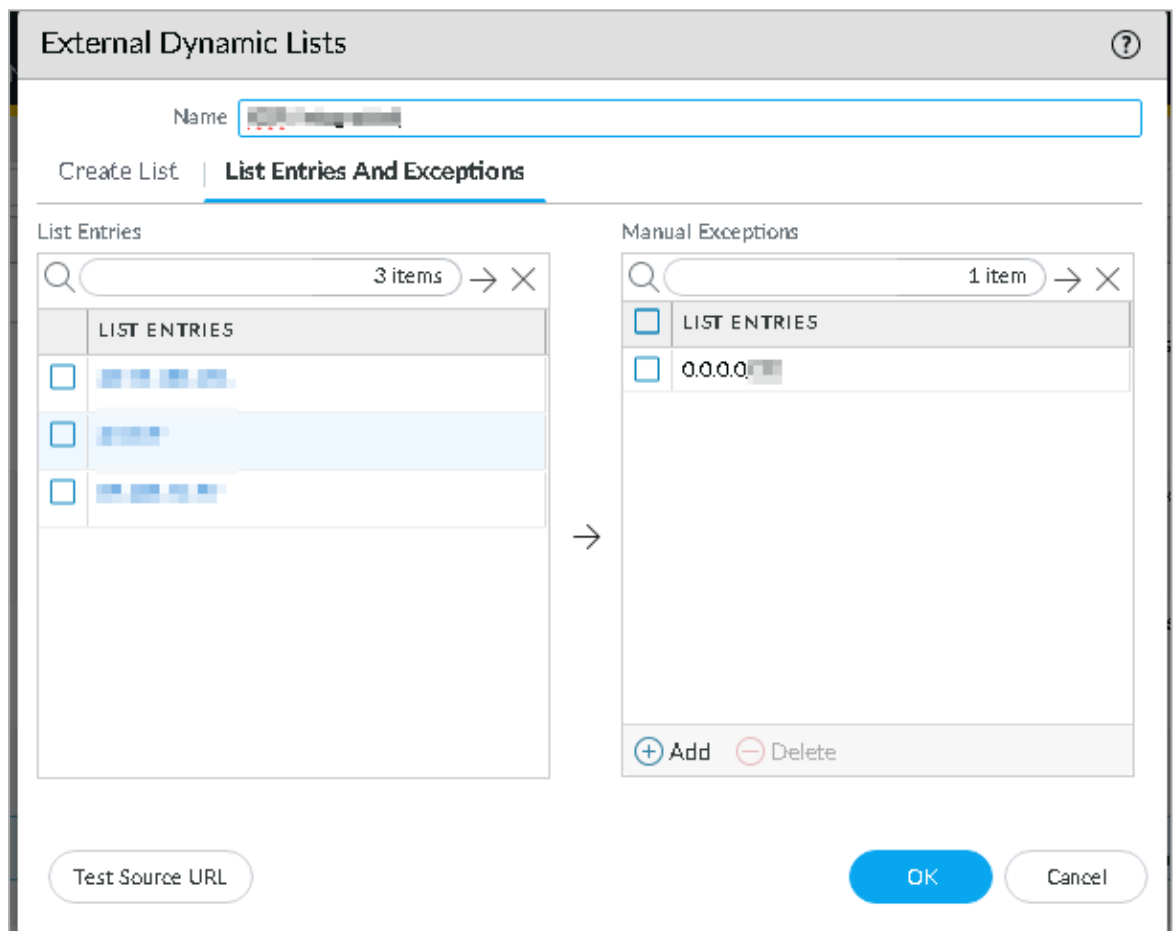 External Dynamic Lists
Name
Create List | List Entries And Exceptions
List Entries
Manual Exceptions
3 items
1 item
LIST ENTRIES
LIST ENTRIES
0.0.0.0
Add
Delete
Test Source URL
OK
Cancel